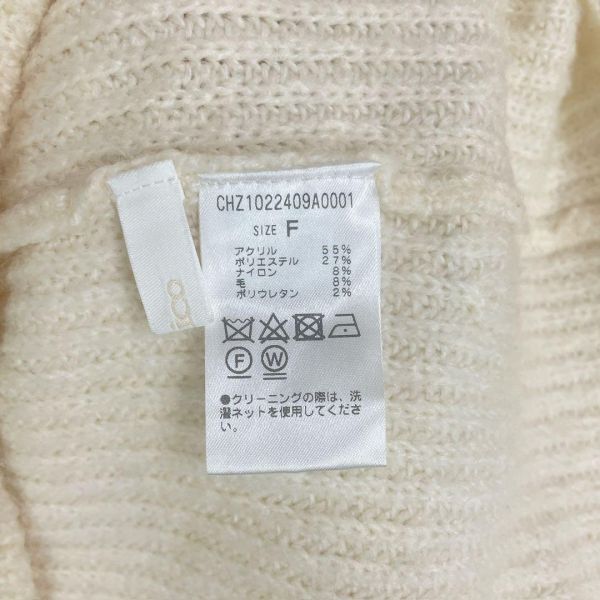 CHZ1022409A0001
SIZE F
アクリル 55%
ポリエステル 27%
ナイロン 8%
毛 8%
ポリウレタン 2%
F W
●クリーニングの際は、洗
濯ネットを使用してくださ
い。